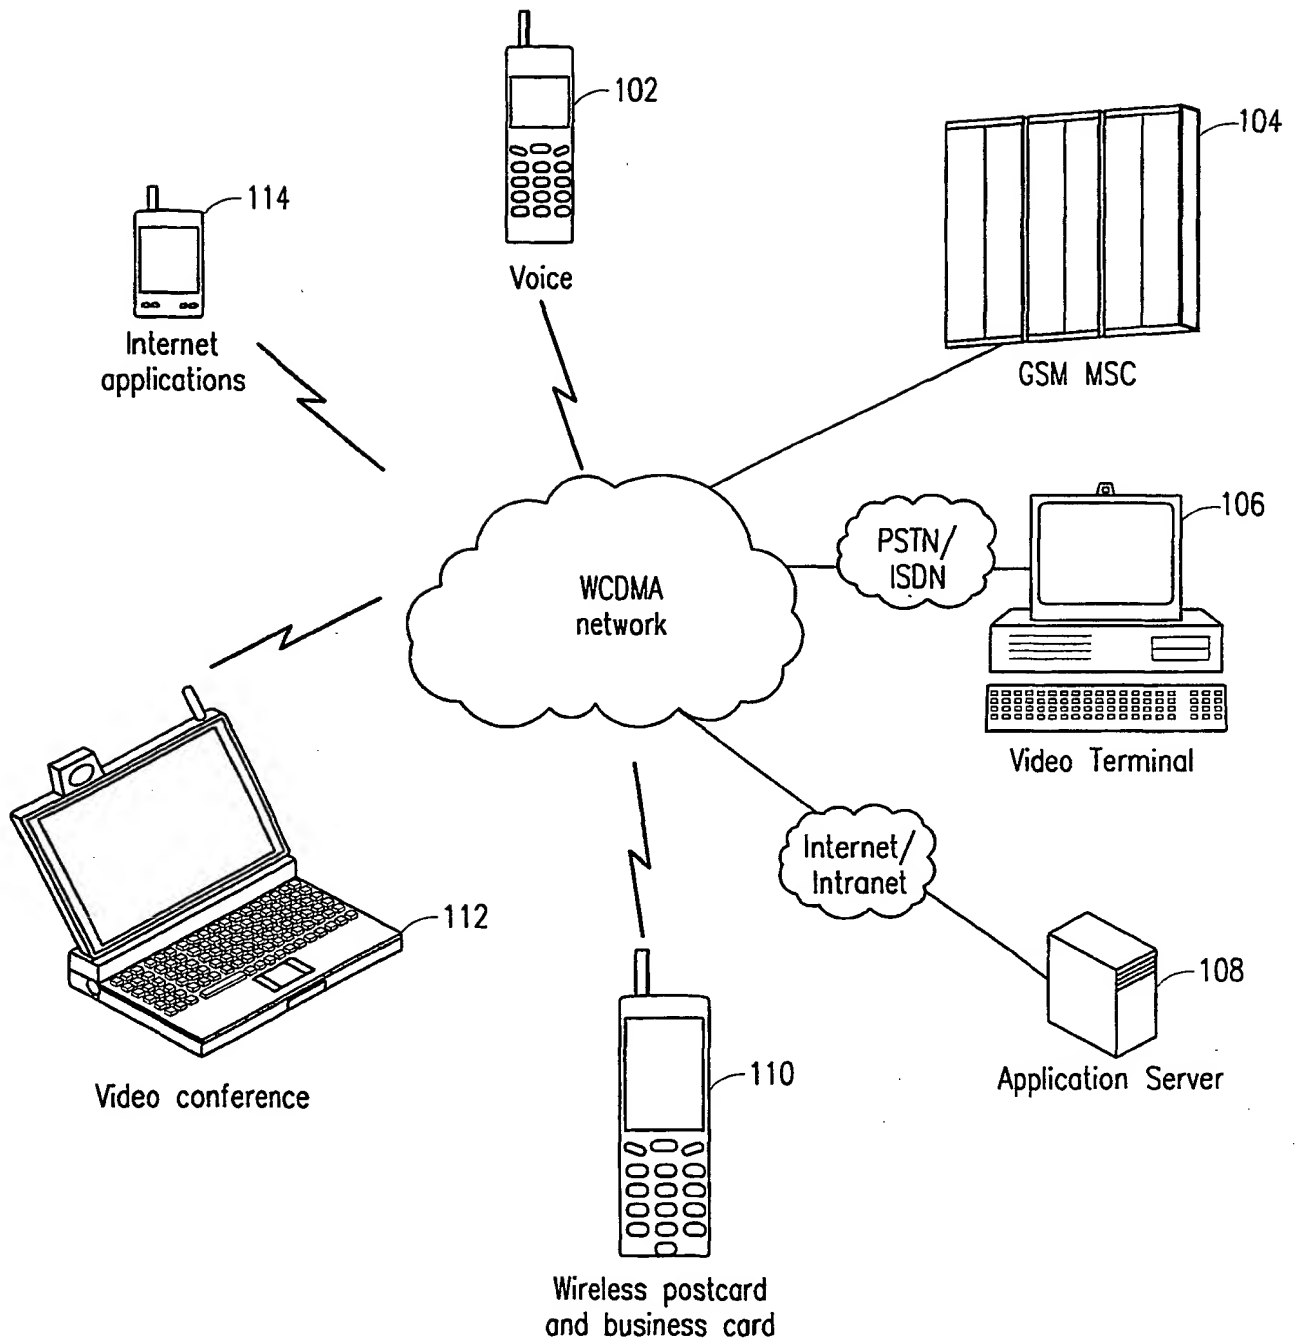 102
104
114
Voice
Internet
applications
GSM MSC
106
PSTN/
ISDN
WCDMA
network
Video Terminal
Internet/
Intranet
112
108
110
Application Server
Video conference
Wireless postcard
and business card